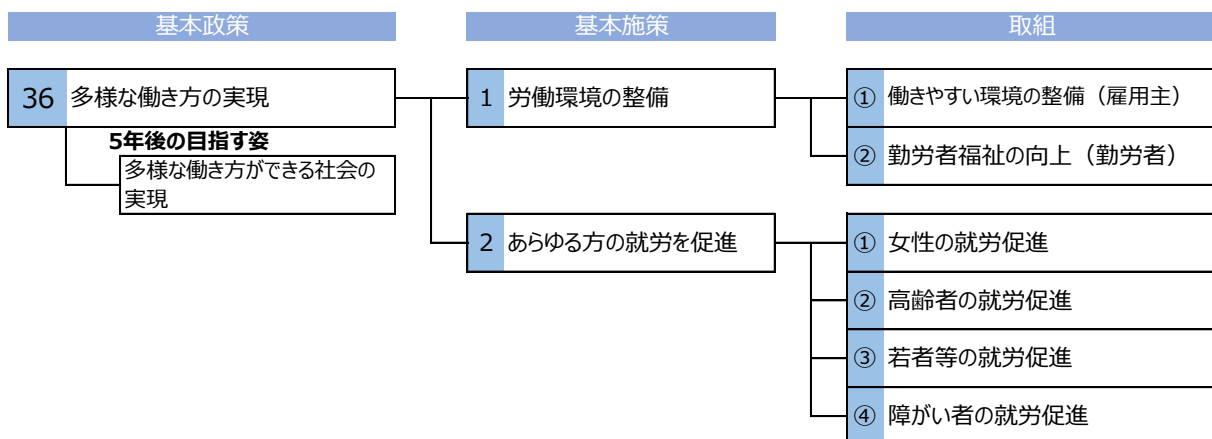 基本政策 基本施策 取組
36 多様な働き方の実現
5年後の目指す姿
多様な働き方ができる社会の
実現
1 労働環境の整備
① 働きやすい環境の整備（雇用主）
② 勤労者福祉の向上（勤労者）
2 あらゆる方の就労を促進
① 女性の就労促進
② 高齢者の就労促進
③ 若者等の就労促進
④ 障がい者の就労促進